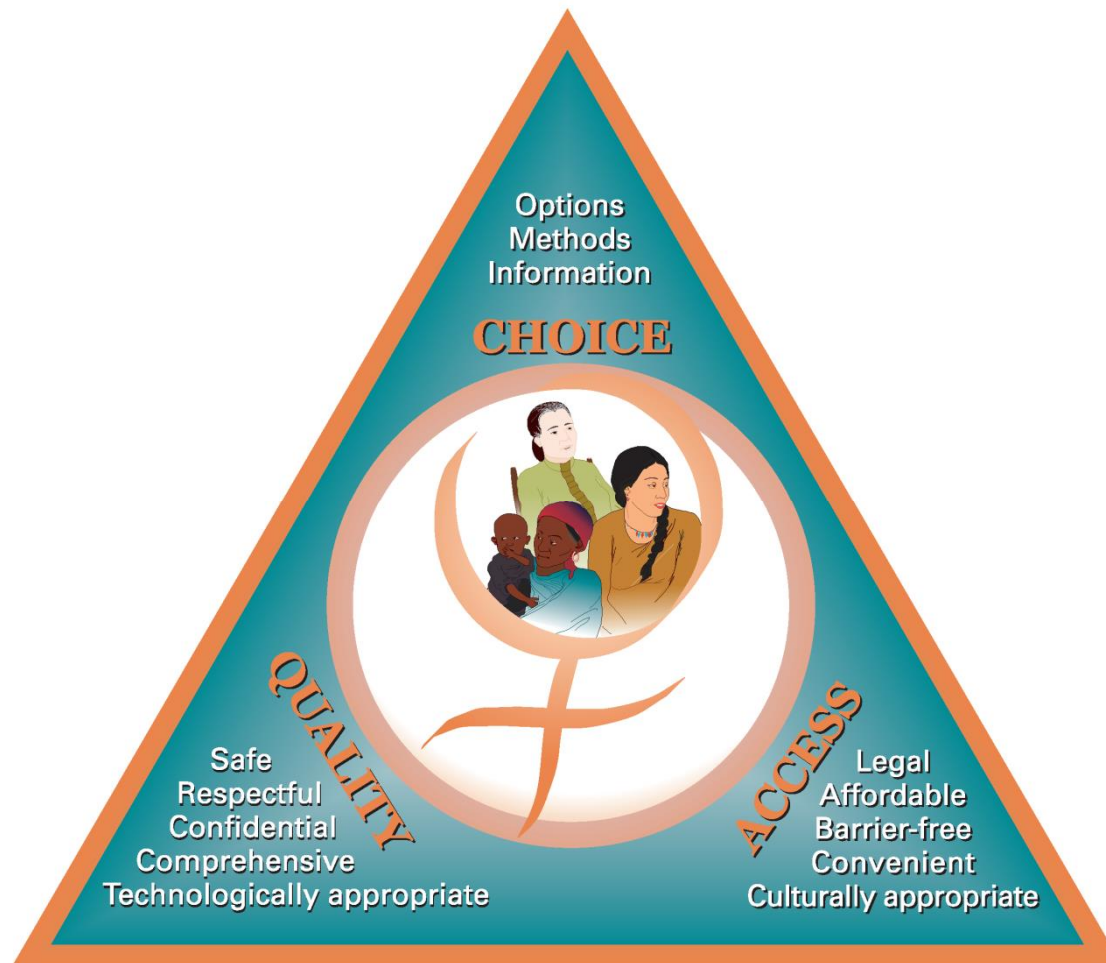 Options
Methods
Information
CHOICE
QUALITY
Safe
Respectful
Confidential
Comprehensive
Technologically appropriate
ACCESS
Legal
Affordable
Barrier-free
Convenient
Culturally appropriate